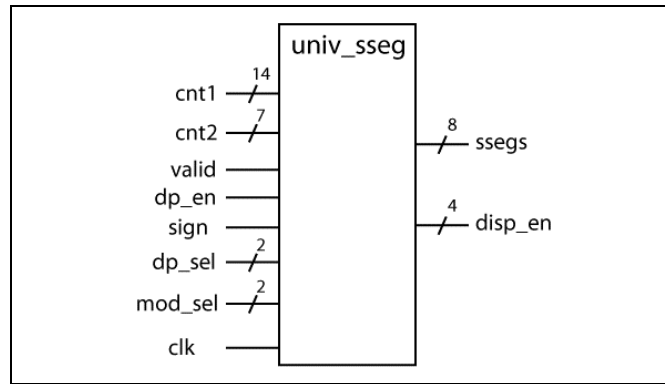 univ_sseg
14
cnt1
7
cnt2
8
ssegs
valid
dp_en
4
sign
disp_en
2
dp_sel
2
mod_sel
clk